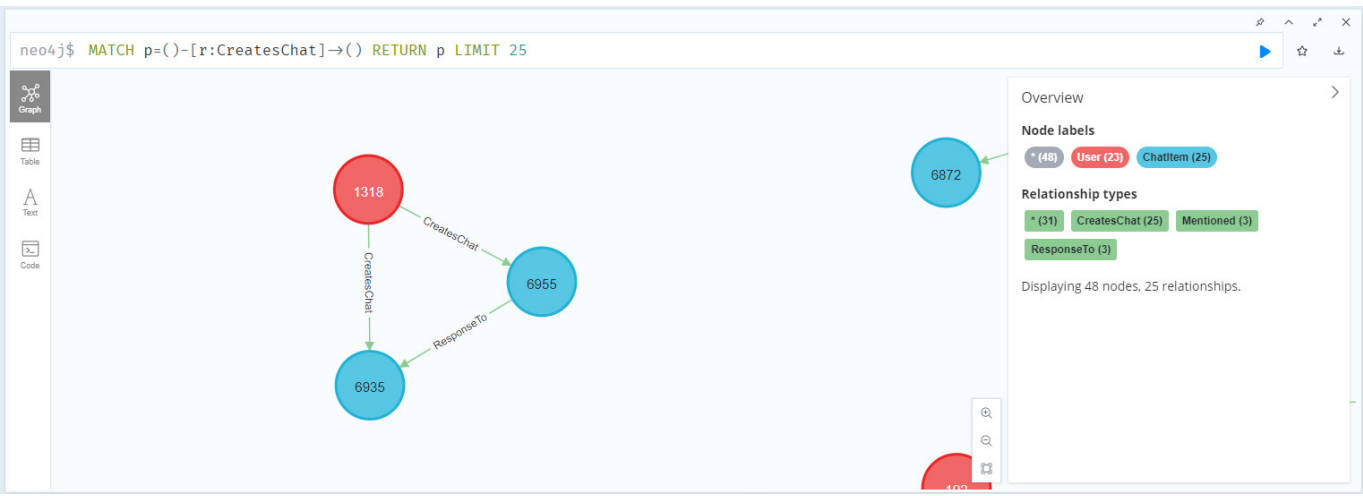 neo4j$ MATCH p=()-[r:CreatesChat]→() RETURN p LIMIT 25
Graph
Table
Text
Code
1318
CreatesChat
CreatesChat
6955
ResponseTo
6935
6872
Overview
Node labels
* (48) User (23) ChatItem (25)
Relationship types
* (31) CreatesChat (25) Mentioned (3)
ResponseTo (3)
Displaying 48 nodes, 25 relationships.